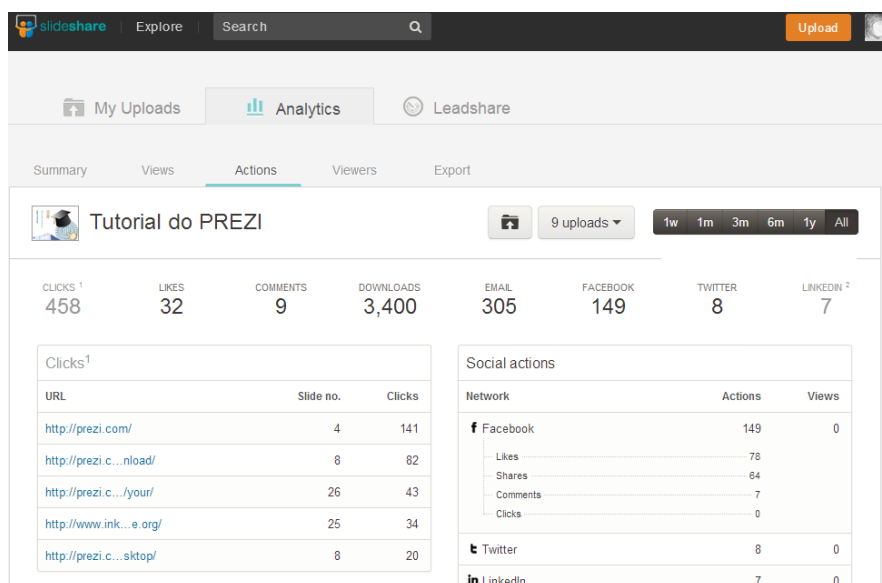 slideshare Explore Search Upload
My Uploads Analytics Leadshare
Summary Views Actions Viewers Export
Tutorial do PREZI 9 uploads 1w 1m 3m 6m 1y All
CLICKS 1 LIKES COMMENTS DOWNLOADS EMAIL FACEBOOK TWITTER LINKEDIN 2
458 32 9 3,400 305 149 8 7
Clicks1
URL Slide no. Clicks
http://prezi.com/ 4 141
http://prezi.c...nload/ 8 82
http://prezi.c.../your/ 26 43
http://www.ink...e.org/ 25 34
http://prezi.c...sktop/ 8 20
Social actions
Network Actions Views
Facebook 149 0
Likes 78
Shares 64
Comments 7
Clicks 0
Twitter 8 0
LinkedIn 7 0